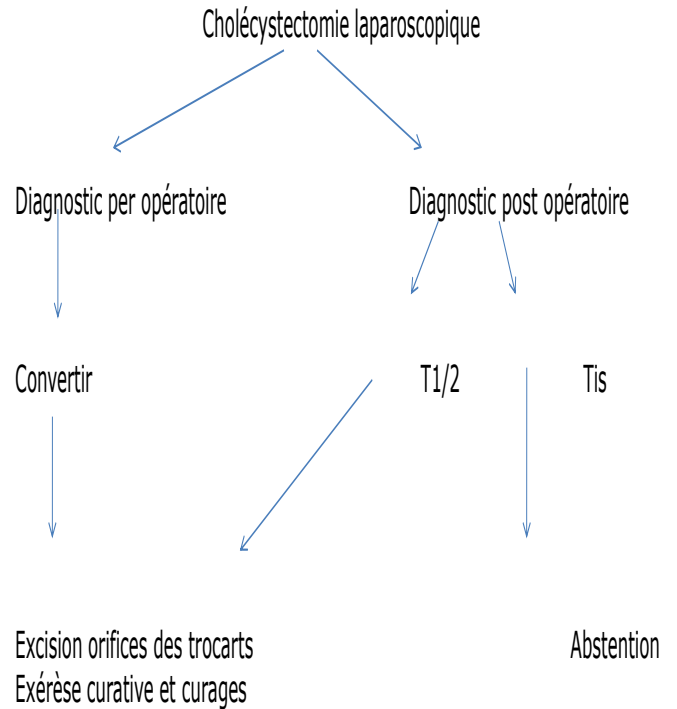 Cholécystectomie laparoscopique
Diagnostic per opératoire
Diagnostic post opératoire
Convertir
T1/2
Tis
Excision orifices des trocarts
Exérèse curative et curages
Abstention